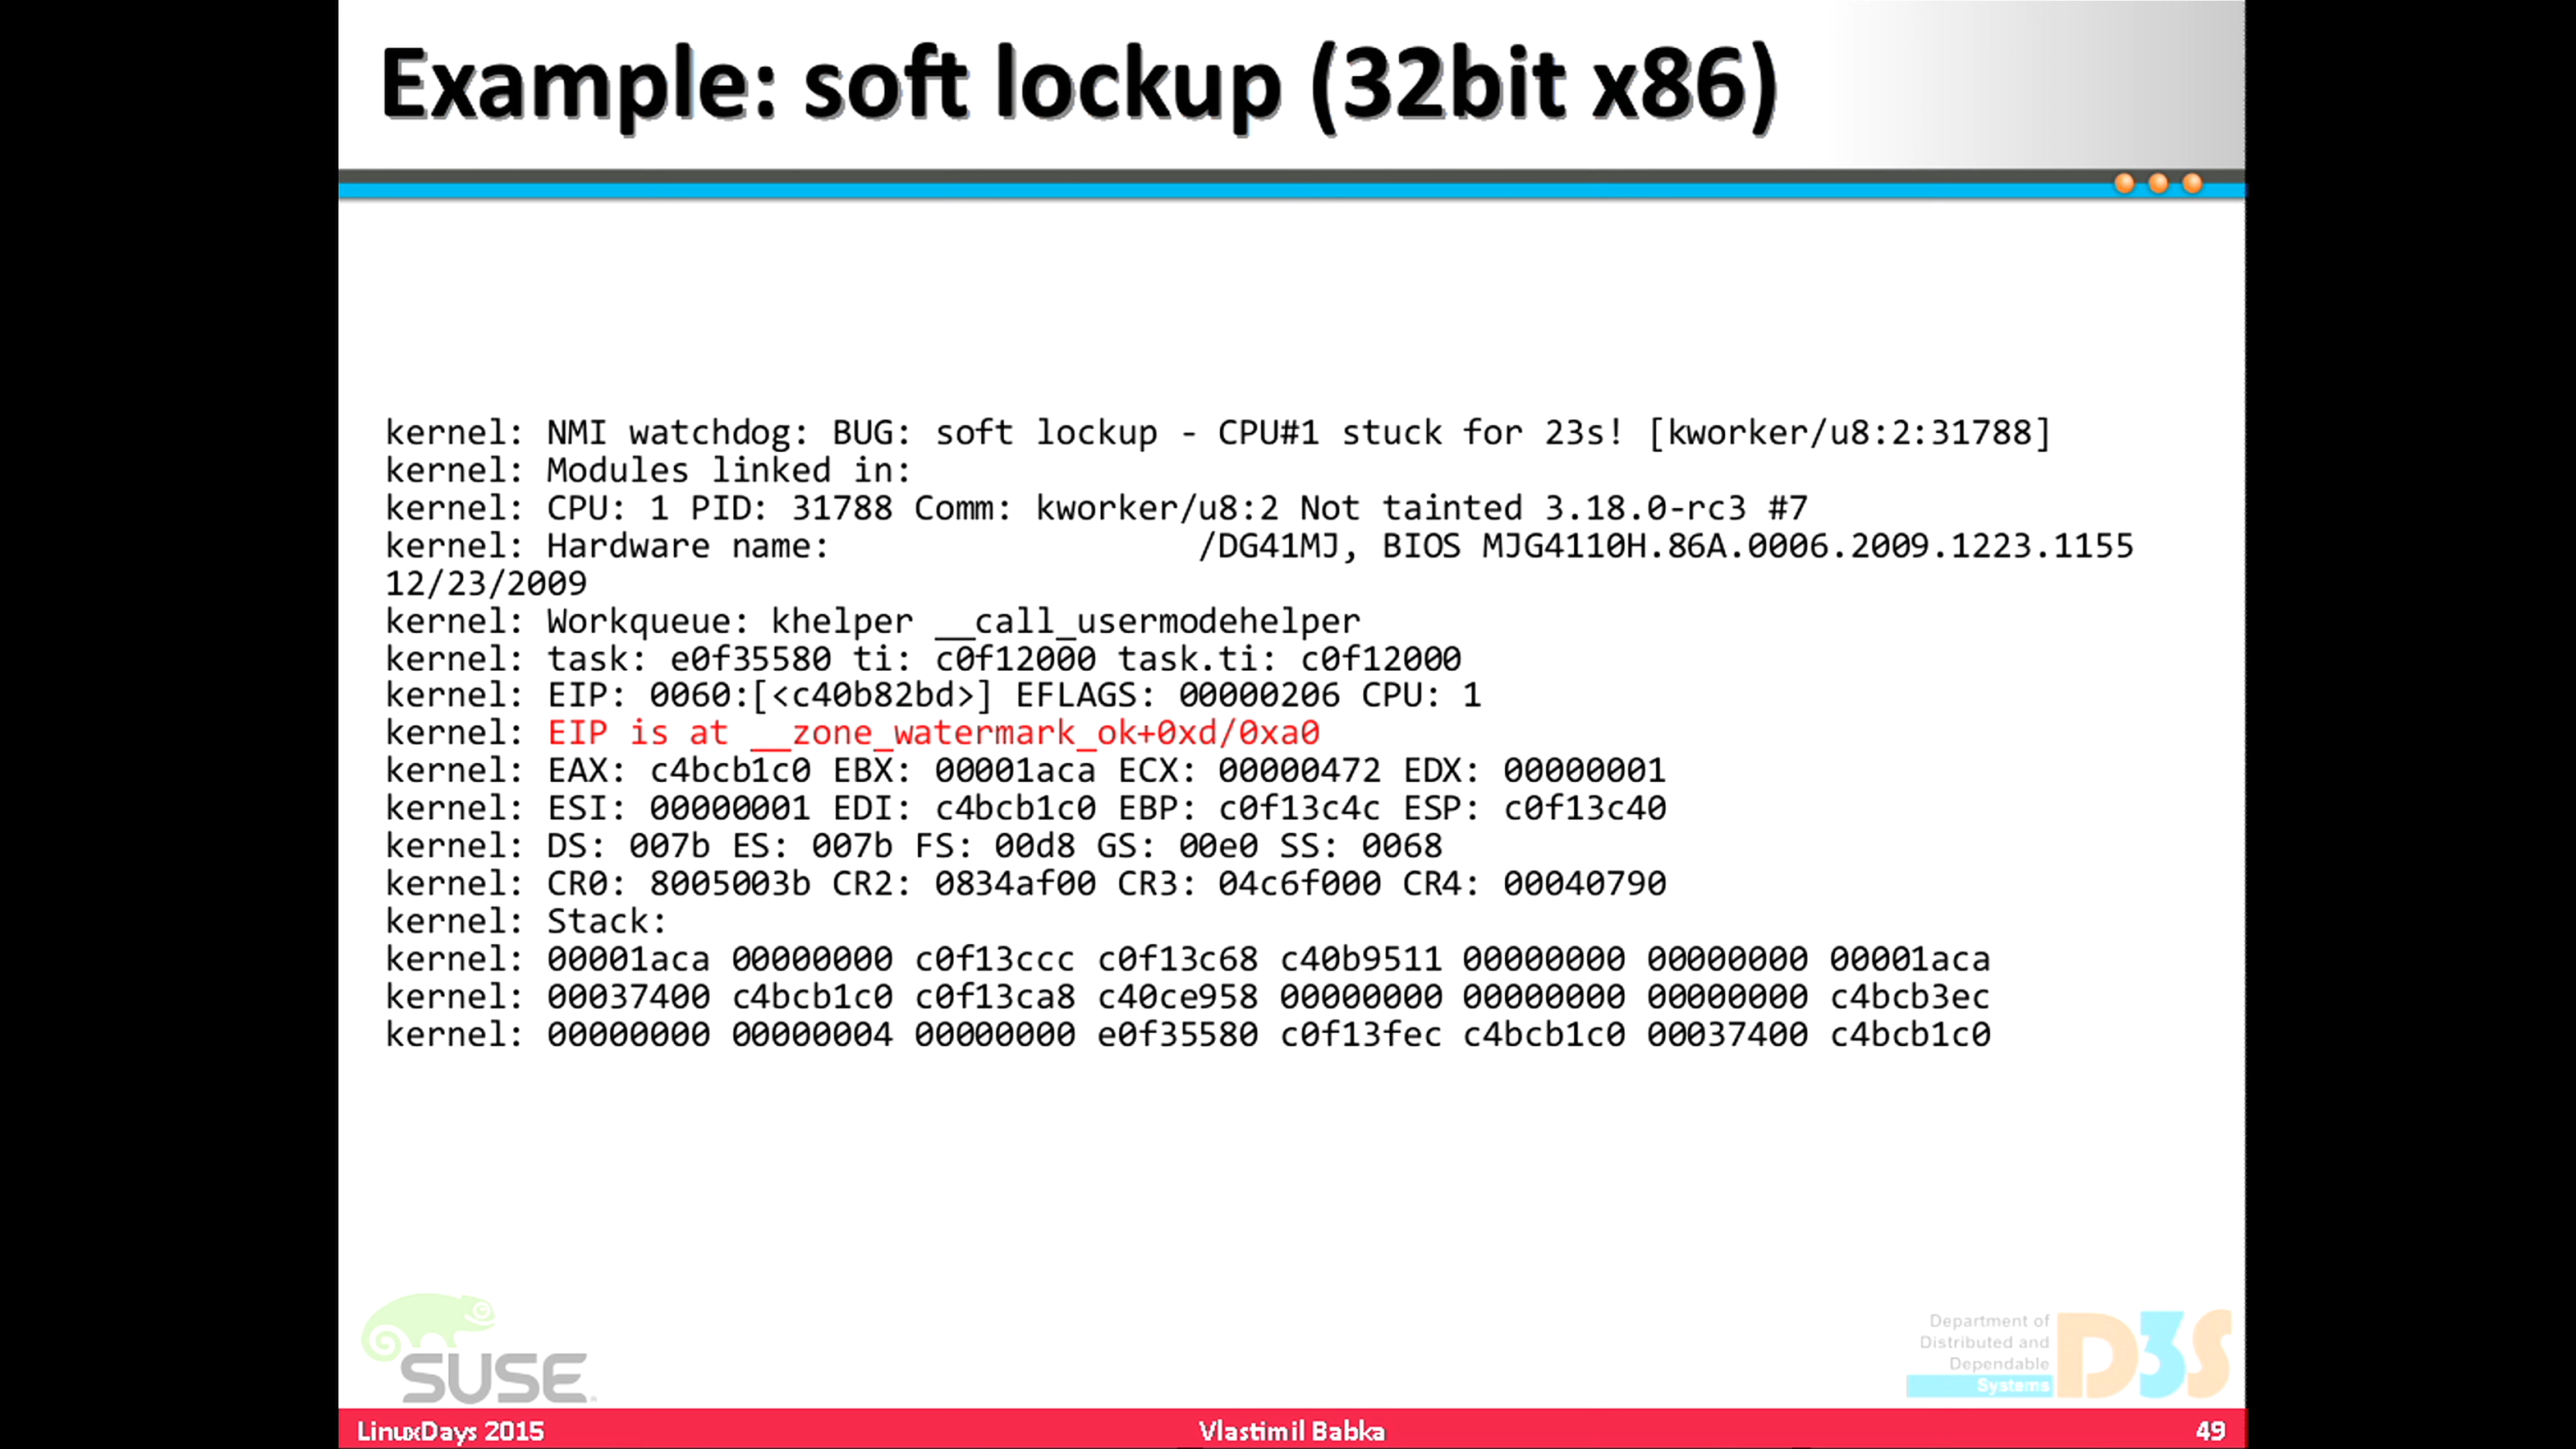 Example: soft lockup (32bit x86)
kernel: NMI watchdog: BUG: soft lockup - CPU#1 stuck for 23s! [kworker/u8:2:31788]
kernel: Modules linked in:
kernel: CPU: 1 PID: 31788 Comm: kworker/u8:2 Not tainted 3.18.0-rc3 #7
kernel: Hardware name:                  /DG41MJ, BIOS MJG4110H.86A.0006.2009.1223.1155
12/23/2009
kernel: Workqueue: khelper __call_usermodehelper
kernel: task: e0f35580 ti: c0f12000 task.ti: c0f12000
kernel: EIP: 0060:[<c40b82bd>] EFLAGS: 00000206 CPU: 1
kernel: EIP is at __zone_watermark_ok+0xd/0xa0
kernel: EAX: c4bcb1c0 EBX: 00001aca ECX: 00000472 EDX: 00000001
kernel: ESI: 00000001 EDI: c4bcb1c0 EBP: c0f13c4c ESP: c0f13c40
kernel: DS: 007b ES: 007b FS: 00d8 GS: 00e0 SS: 0068
kernel: CR0: 8005003b CR2: 0834af00 CR3: 04c6f000 CR4: 00040790
kernel: Stack:
kernel: 00001aca 00000000 c0f13ccc c0f13c68 c40b9511 00000000 00000000 00001aca
kernel: 00037400 c4bcb1c0 c0f13ca8 c40ce958 00000000 00000000 00000000 c4bcb3ec
kernel: 00000000 00000004 00000000 e0f35580 c0f13fec c4bcb1c0 00037400 c4bcb1c0
SUSE
Department of
Distributed and
Dependable
Systems
D3S
LinuxDays 2015
Vlastimil Babka
49